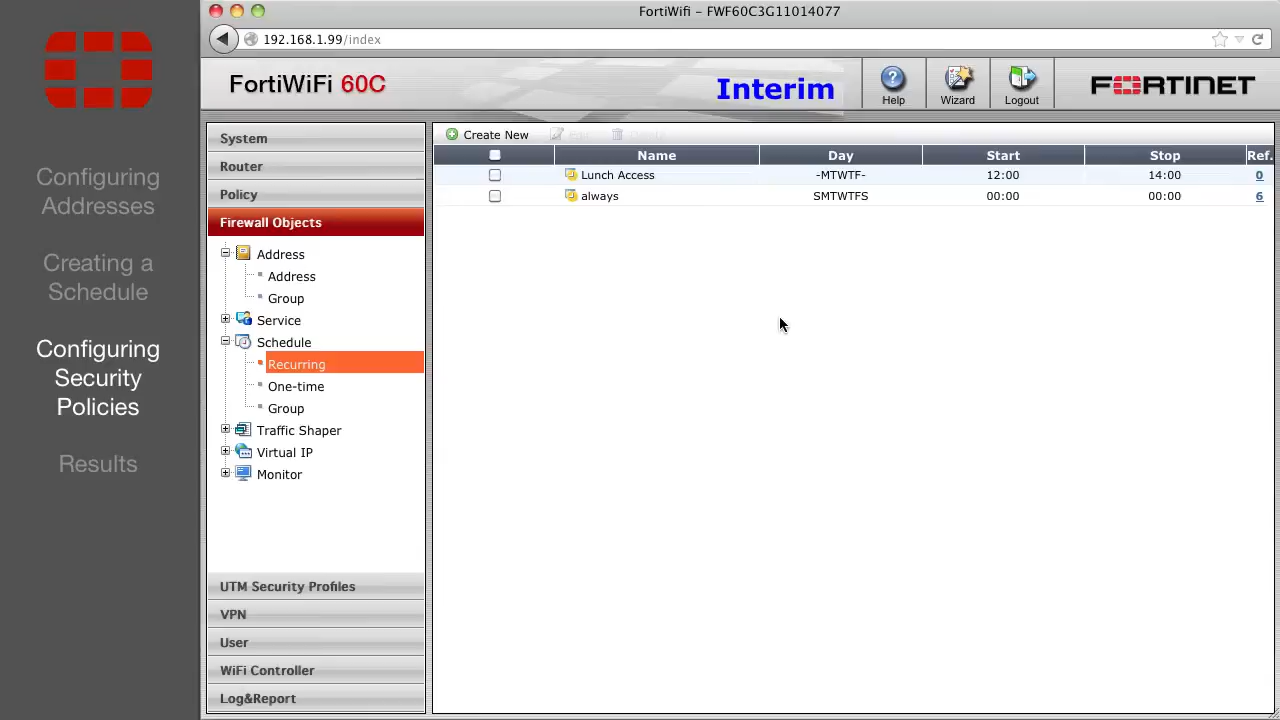 FortiWifi – FWF60C3G11014077
192.168.1.99/index
FortiWiFi 60C
Interim
Help
Wizard
Logout
FORTINET
Configuring
Addresses
Creating a
Schedule
Configuring
Security
Policies
Results
System
Router
Policy
Firewall Objects
Address
Address
Group
Service
Schedule
Recurring
One-time
Group
Traffic Shaper
Virtual IP
Monitor
UTM Security Profiles
VPN
User
WiFi Controller
Log&Report
Create New Edit Delete
Name Day Start Stop Ref.
Lunch Access -MTWTF- 12:00 14:00 0
always SMTWTFS 00:00 00:00 6